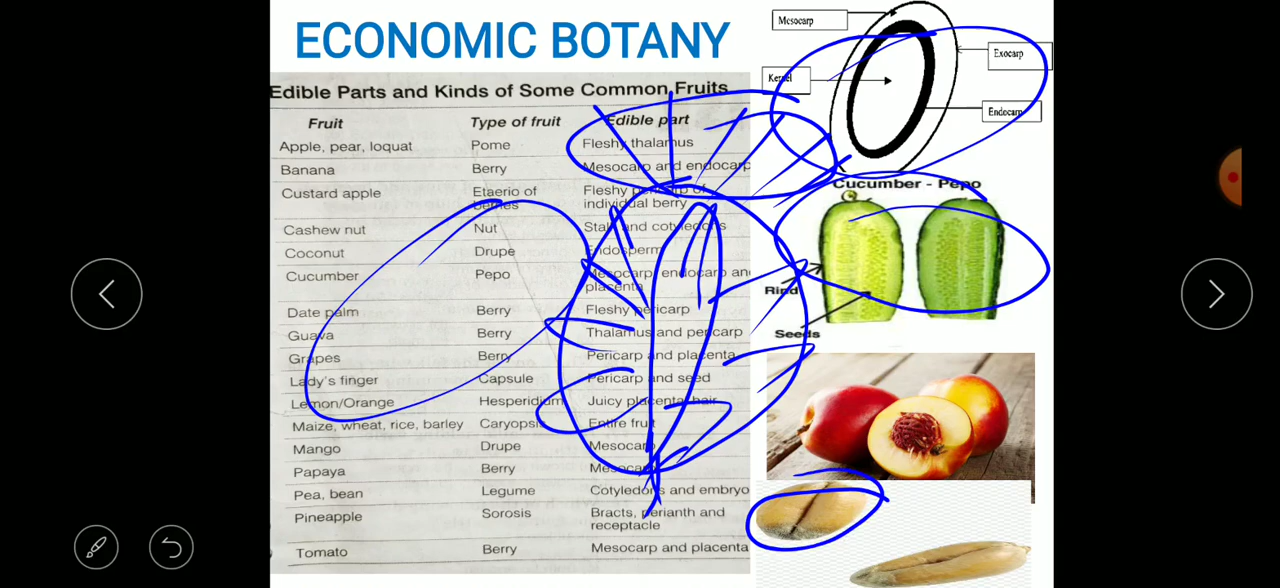 ECONOMIC BOTANY
Edible Parts and Kinds of Some Common Fruits
Fruit Type of fruit Edible part
Apple, pear, loquat Pome Fleshy thalamus
Banana Berry Mesocarp and endocarp
Custard apple Etaerio of berries Fleshy pericarp of individual berry
Cashew nut Nut Stalk and cotyledons
Coconut Drupe Endosperm
Cucumber Pepo Mesocarp, endocarp and placenta
Date palm Berry Fleshy pericarp
Guava Berry Thalamus and pericarp
Grapes Berry Pericarp and placenta
Lady's finger Capsule Pericarp and seed
Lemon/Orange Hesperidium Juicy placental hair
Maize, wheat, rice, barley Caryopsis Entire fruit
Mango Drupe Mesocarp
Papaya Berry Mesocarp
Pea, bean Legume Cotyledons and embryo
Pineapple Sorosis Bracts, perianth and receptacle
Tomato Berry Mesocarp and placenta
Mesocarp
Exocarp
Kernel
Endocarp
Cucumber - Pepo
Rind
Seeds